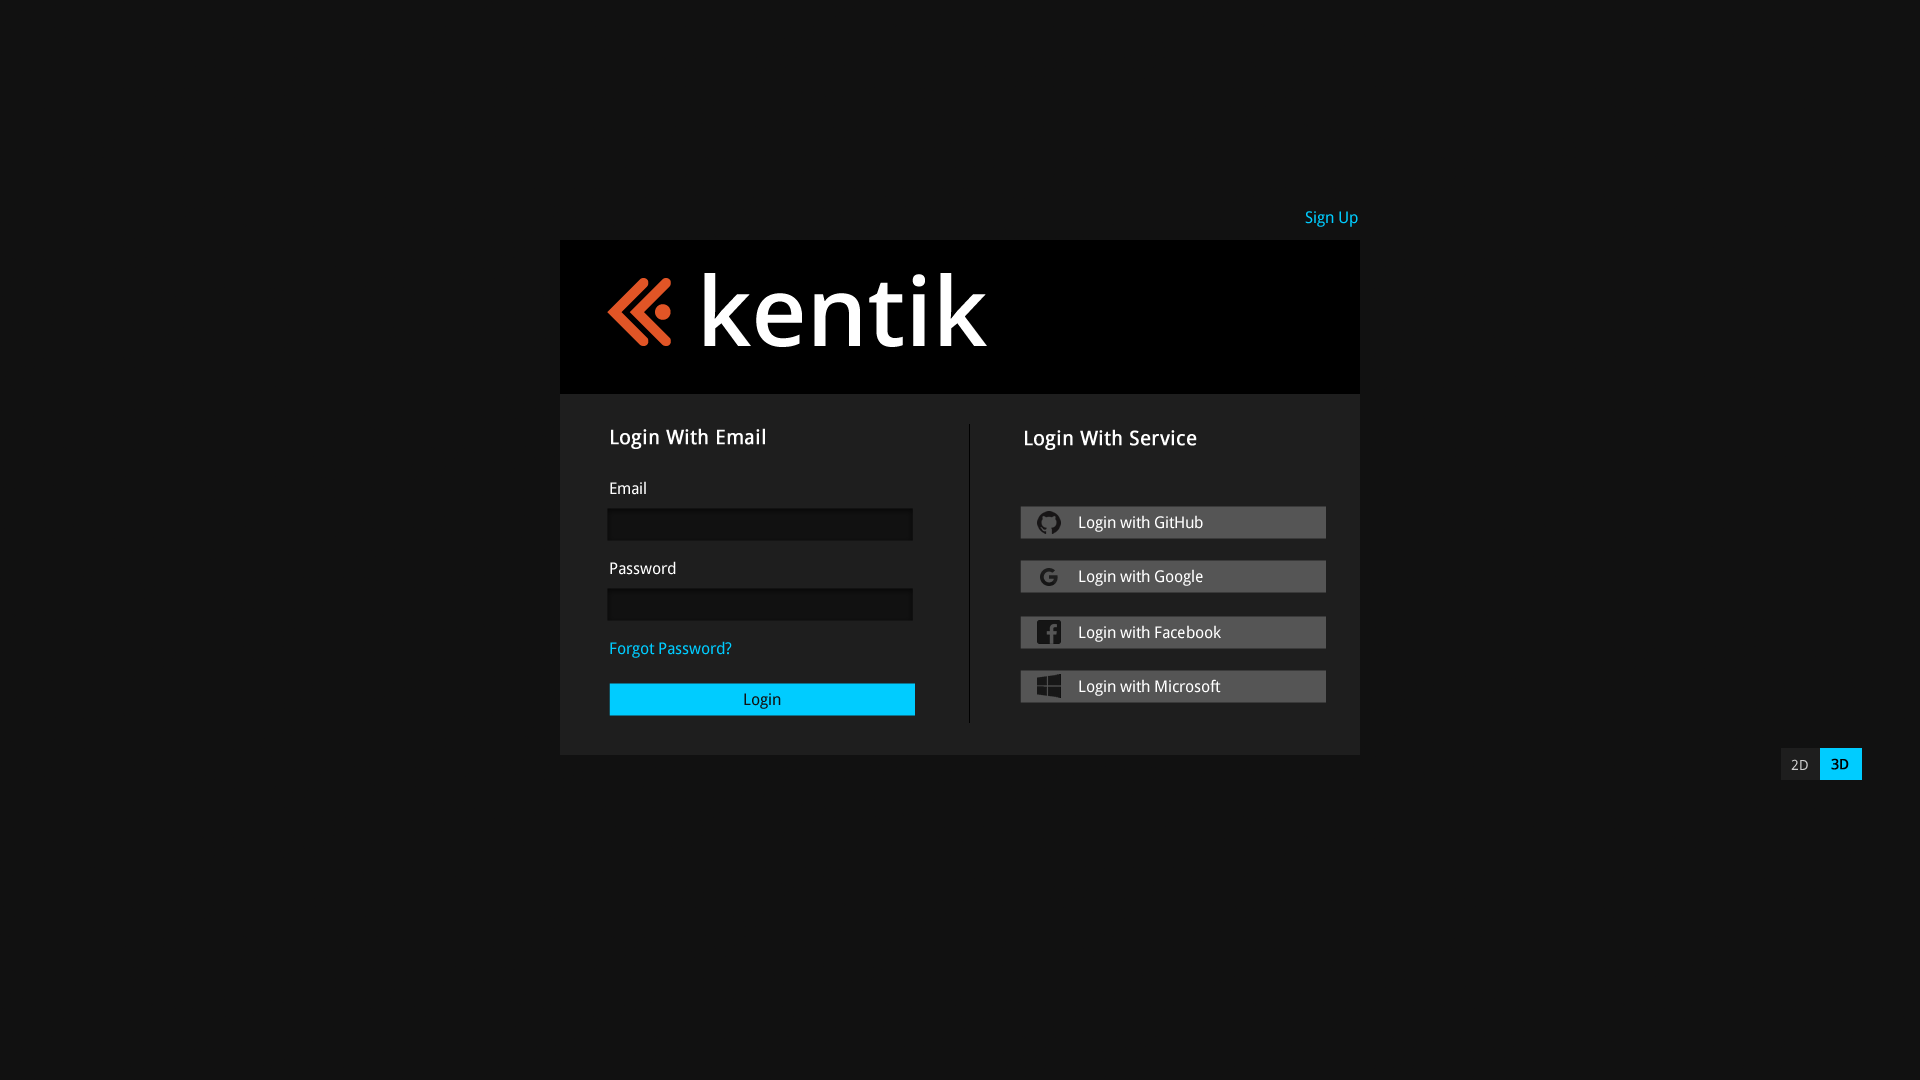 Sign Up
kentik
Login With Email
Email
Password
Forgot Password?
Login
Login With Service
Login with GitHub
Login with Google
Login with Facebook
Login with Microsoft
2D 3D